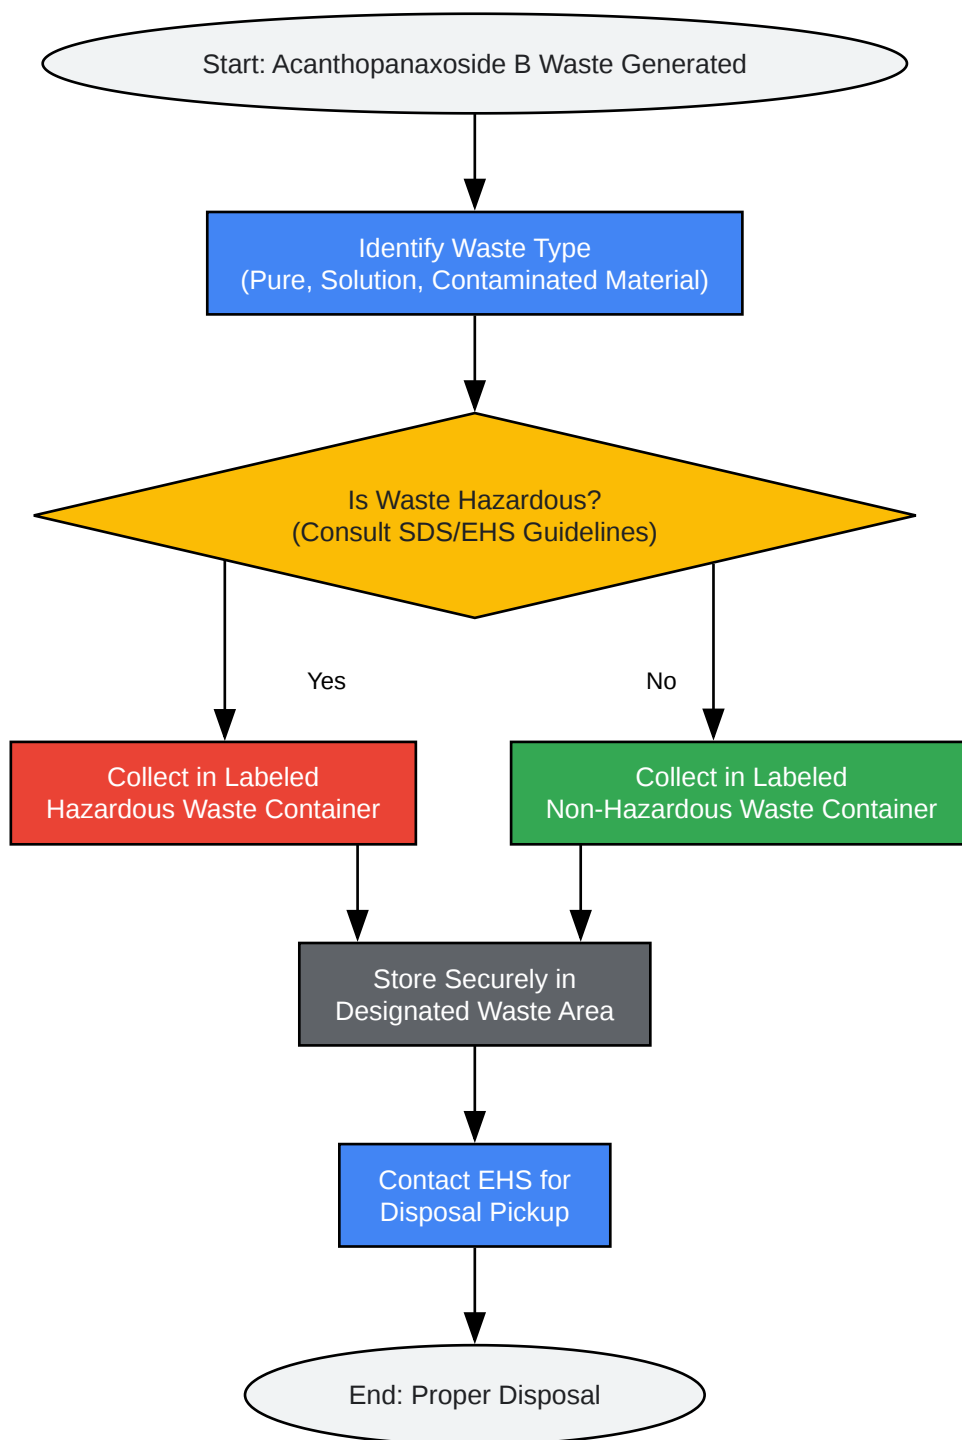 Start: Acanthopanaxoside B Waste Generated
Identify Waste Type
(Pure, Solution, Contaminated Material)
Is Waste Hazardous?
(Consult SDS/EHS Guidelines)
Yes
No
Collect in Labeled
Hazardous Waste Container
Collect in Labeled
Non-Hazardous Waste Container
Store Securely in
Designated Waste Area
Contact EHS for
Disposal Pickup
End: Proper Disposal